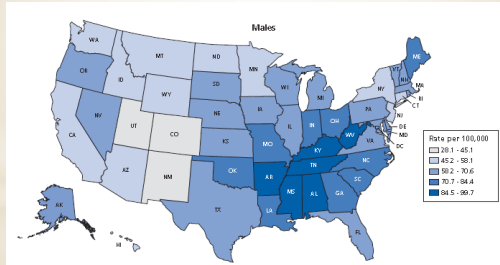 Males
WA
MT
ND
MN
ME
OR
ID
WY
SD
WI
MI
NY
VT
NH
MA
RI
CT
NV
UT
CO
NE
IA
IL
IN
OH
PA
NJ
DE
MD
DC
CA
AZ
NM
KS
MO
KY
WV
VA
OK
AR
TN
NC
SC
TX
LA
MS
AL
GA
FL
AK
HI
Rate per 100,000
28.1 - 45.1
45.2 - 58.1
58.2 - 70.6
70.7 - 84.4
84.5 - 99.7